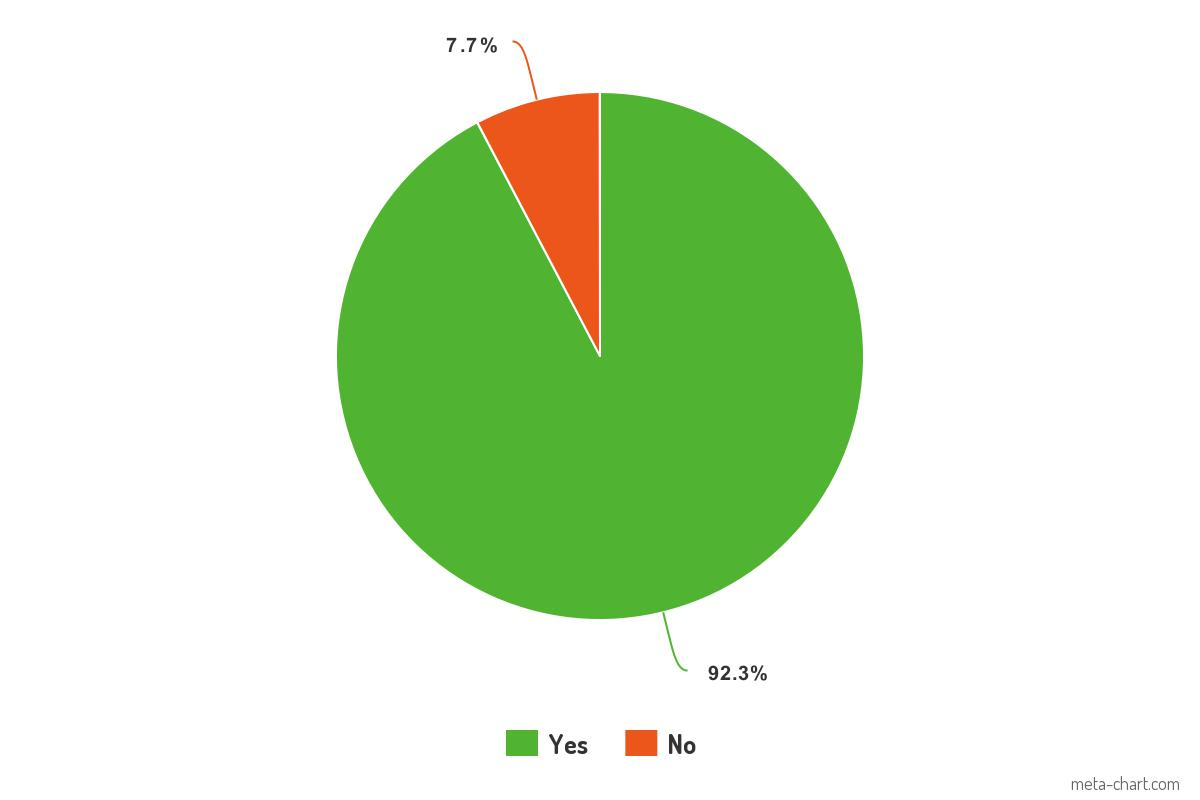 7.7%
92.3%
Yes
No
meta-chart.com